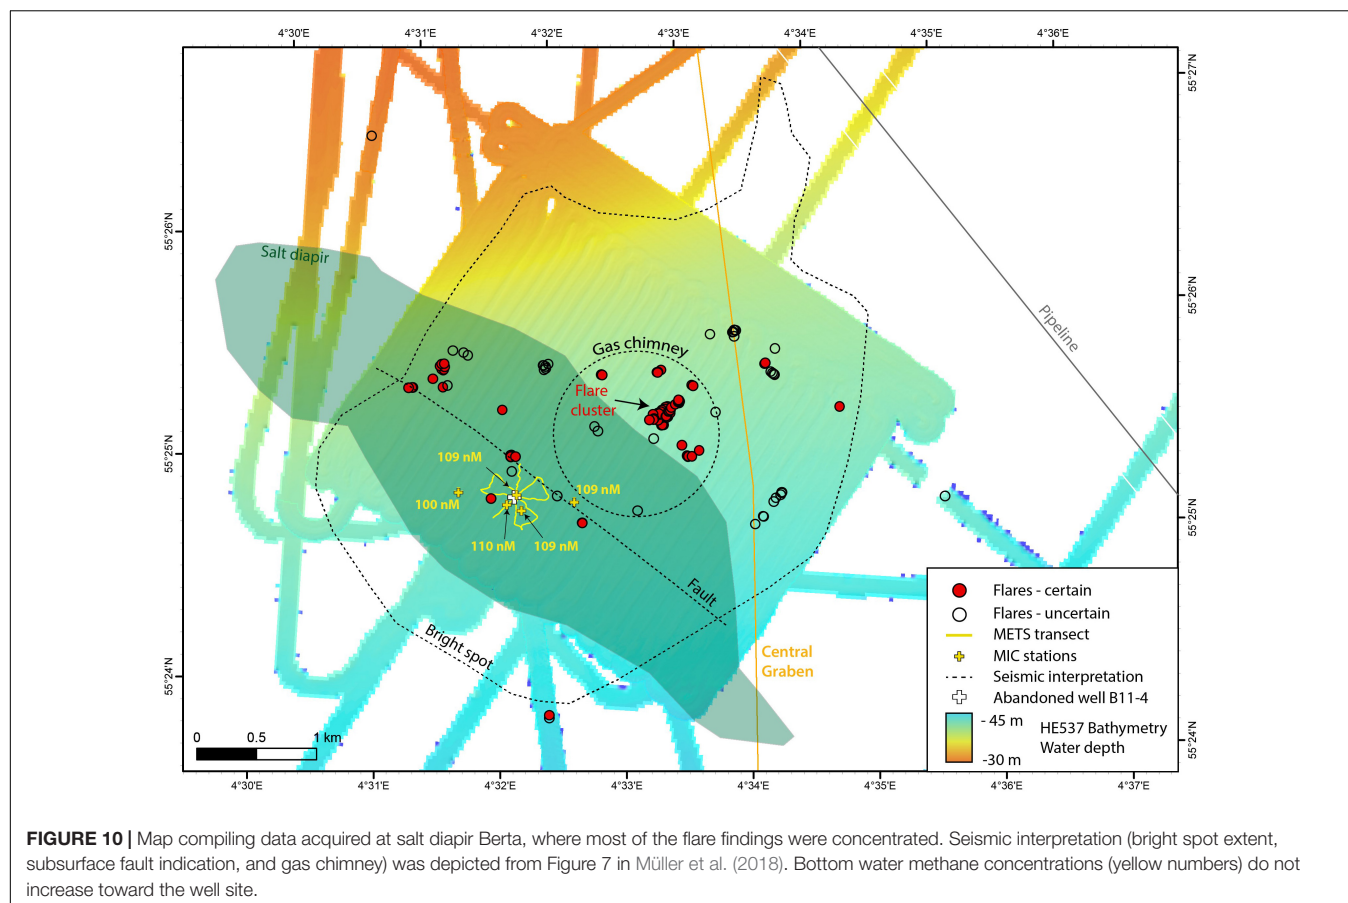 4°30'E 4°31'E 4°32'E 4°33'E 4°34'E 4°35'E 4°36'E
55°27'N
55°26'N
Salt diapir
55°26'N
Pipeline
Gas chimney
Flare
cluster
55°25'N
109 nM
109 nM
100 nM
55°25'N
110 nM
109 nM
Fault
Bright spot
Central
Graben
55°24'N
55°24'N
0 0.5 1 km
Flares - certain
Flares - uncertain
METS transect
MIC stations
Seismic interpretation
Abandoned well B11-4
- 45 m
HE537 Bathymetry
Water depth
-30 m
4°30'E 4°31'E 4°32'E 4°33'E 4°34'E 4°35'E 4°36'E 4°37'E
FIGURE 10 | Map compiling data acquired at salt diapir Berta, where most of the flare findings were concentrated. Seismic interpretation (bright spot extent,
subsurface fault indication, and gas chimney) was depicted from Figure 7 in Müller et al. (2018). Bottom water methane concentrations (yellow numbers) do not
increase toward the well site.